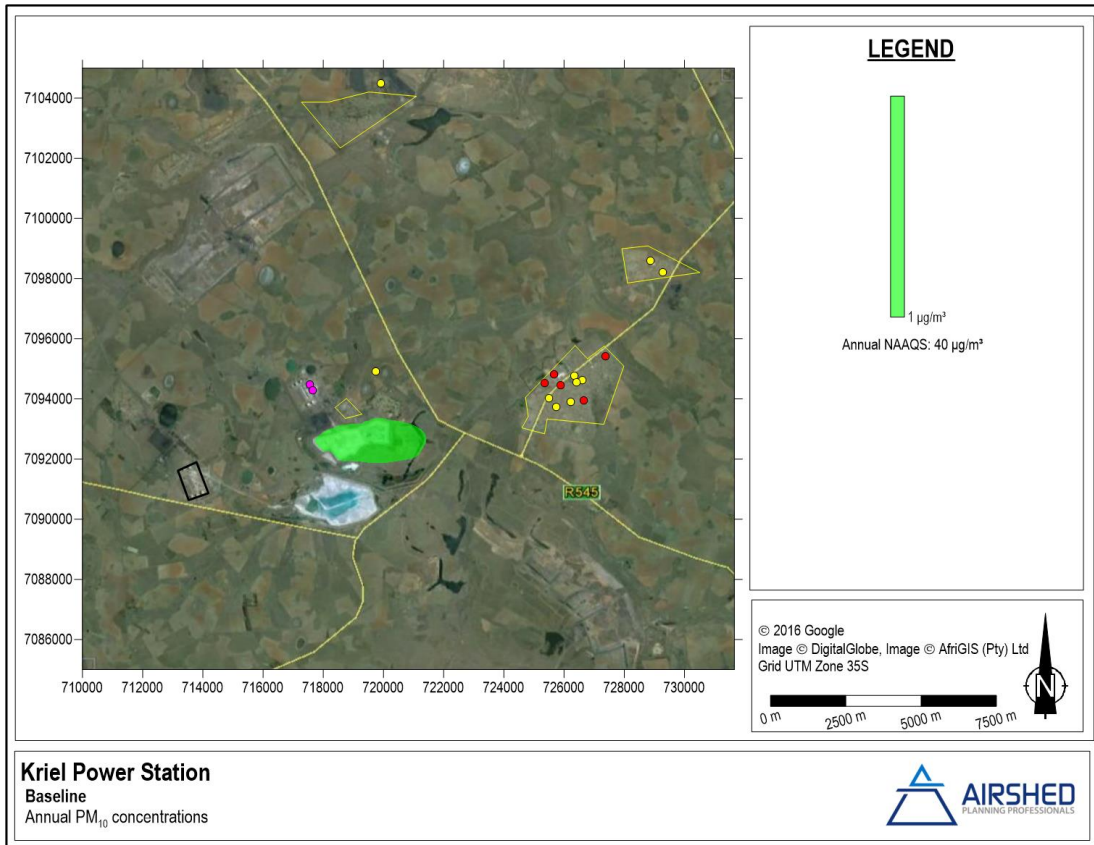 LEGEND
1 µg/m³
Annual NAAQS: 40 µg/m³
7104000
7102000
7100000
7098000
7096000
7094000
7092000
7090000
7088000
7086000
R545
710000 712000 714000 716000 718000 720000 722000 724000 726000 728000 730000
© 2016 Google
Image © DigitalGlobe, Image © AfriGIS (Pty) Ltd
Grid UTM Zone 35S
0 m 2500 m 5000 m 7500 m
N
Kriel Power Station
Baseline
Annual PM₁₀ concentrations
AIRSHED
PLANNING PROFESSIONALS